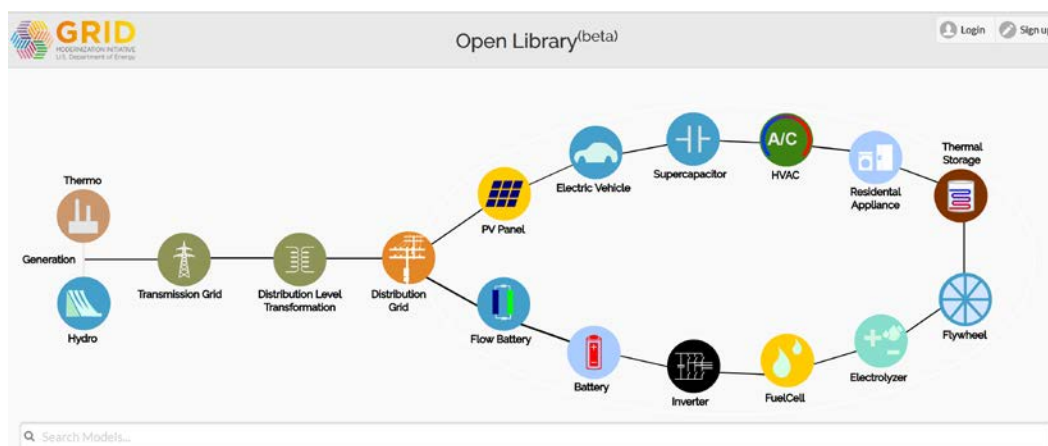 GRID
MODERNIZATION INITIATIVE
U.S. Department of Energy
Open Library(beta)
Login
Sign up
Thermo
Generation
Hydro
Transmission Grid
Distribution Level
Transformation
Distribution
Grid
PV Panel
Electric Vehicle
Supercapacitor
A/C
HVAC
Residental
Appliance
Thermal
Storage
Flow Battery
Battery
Inverter
FuelCell
Electrolyzer
Flywheel
Search Models...